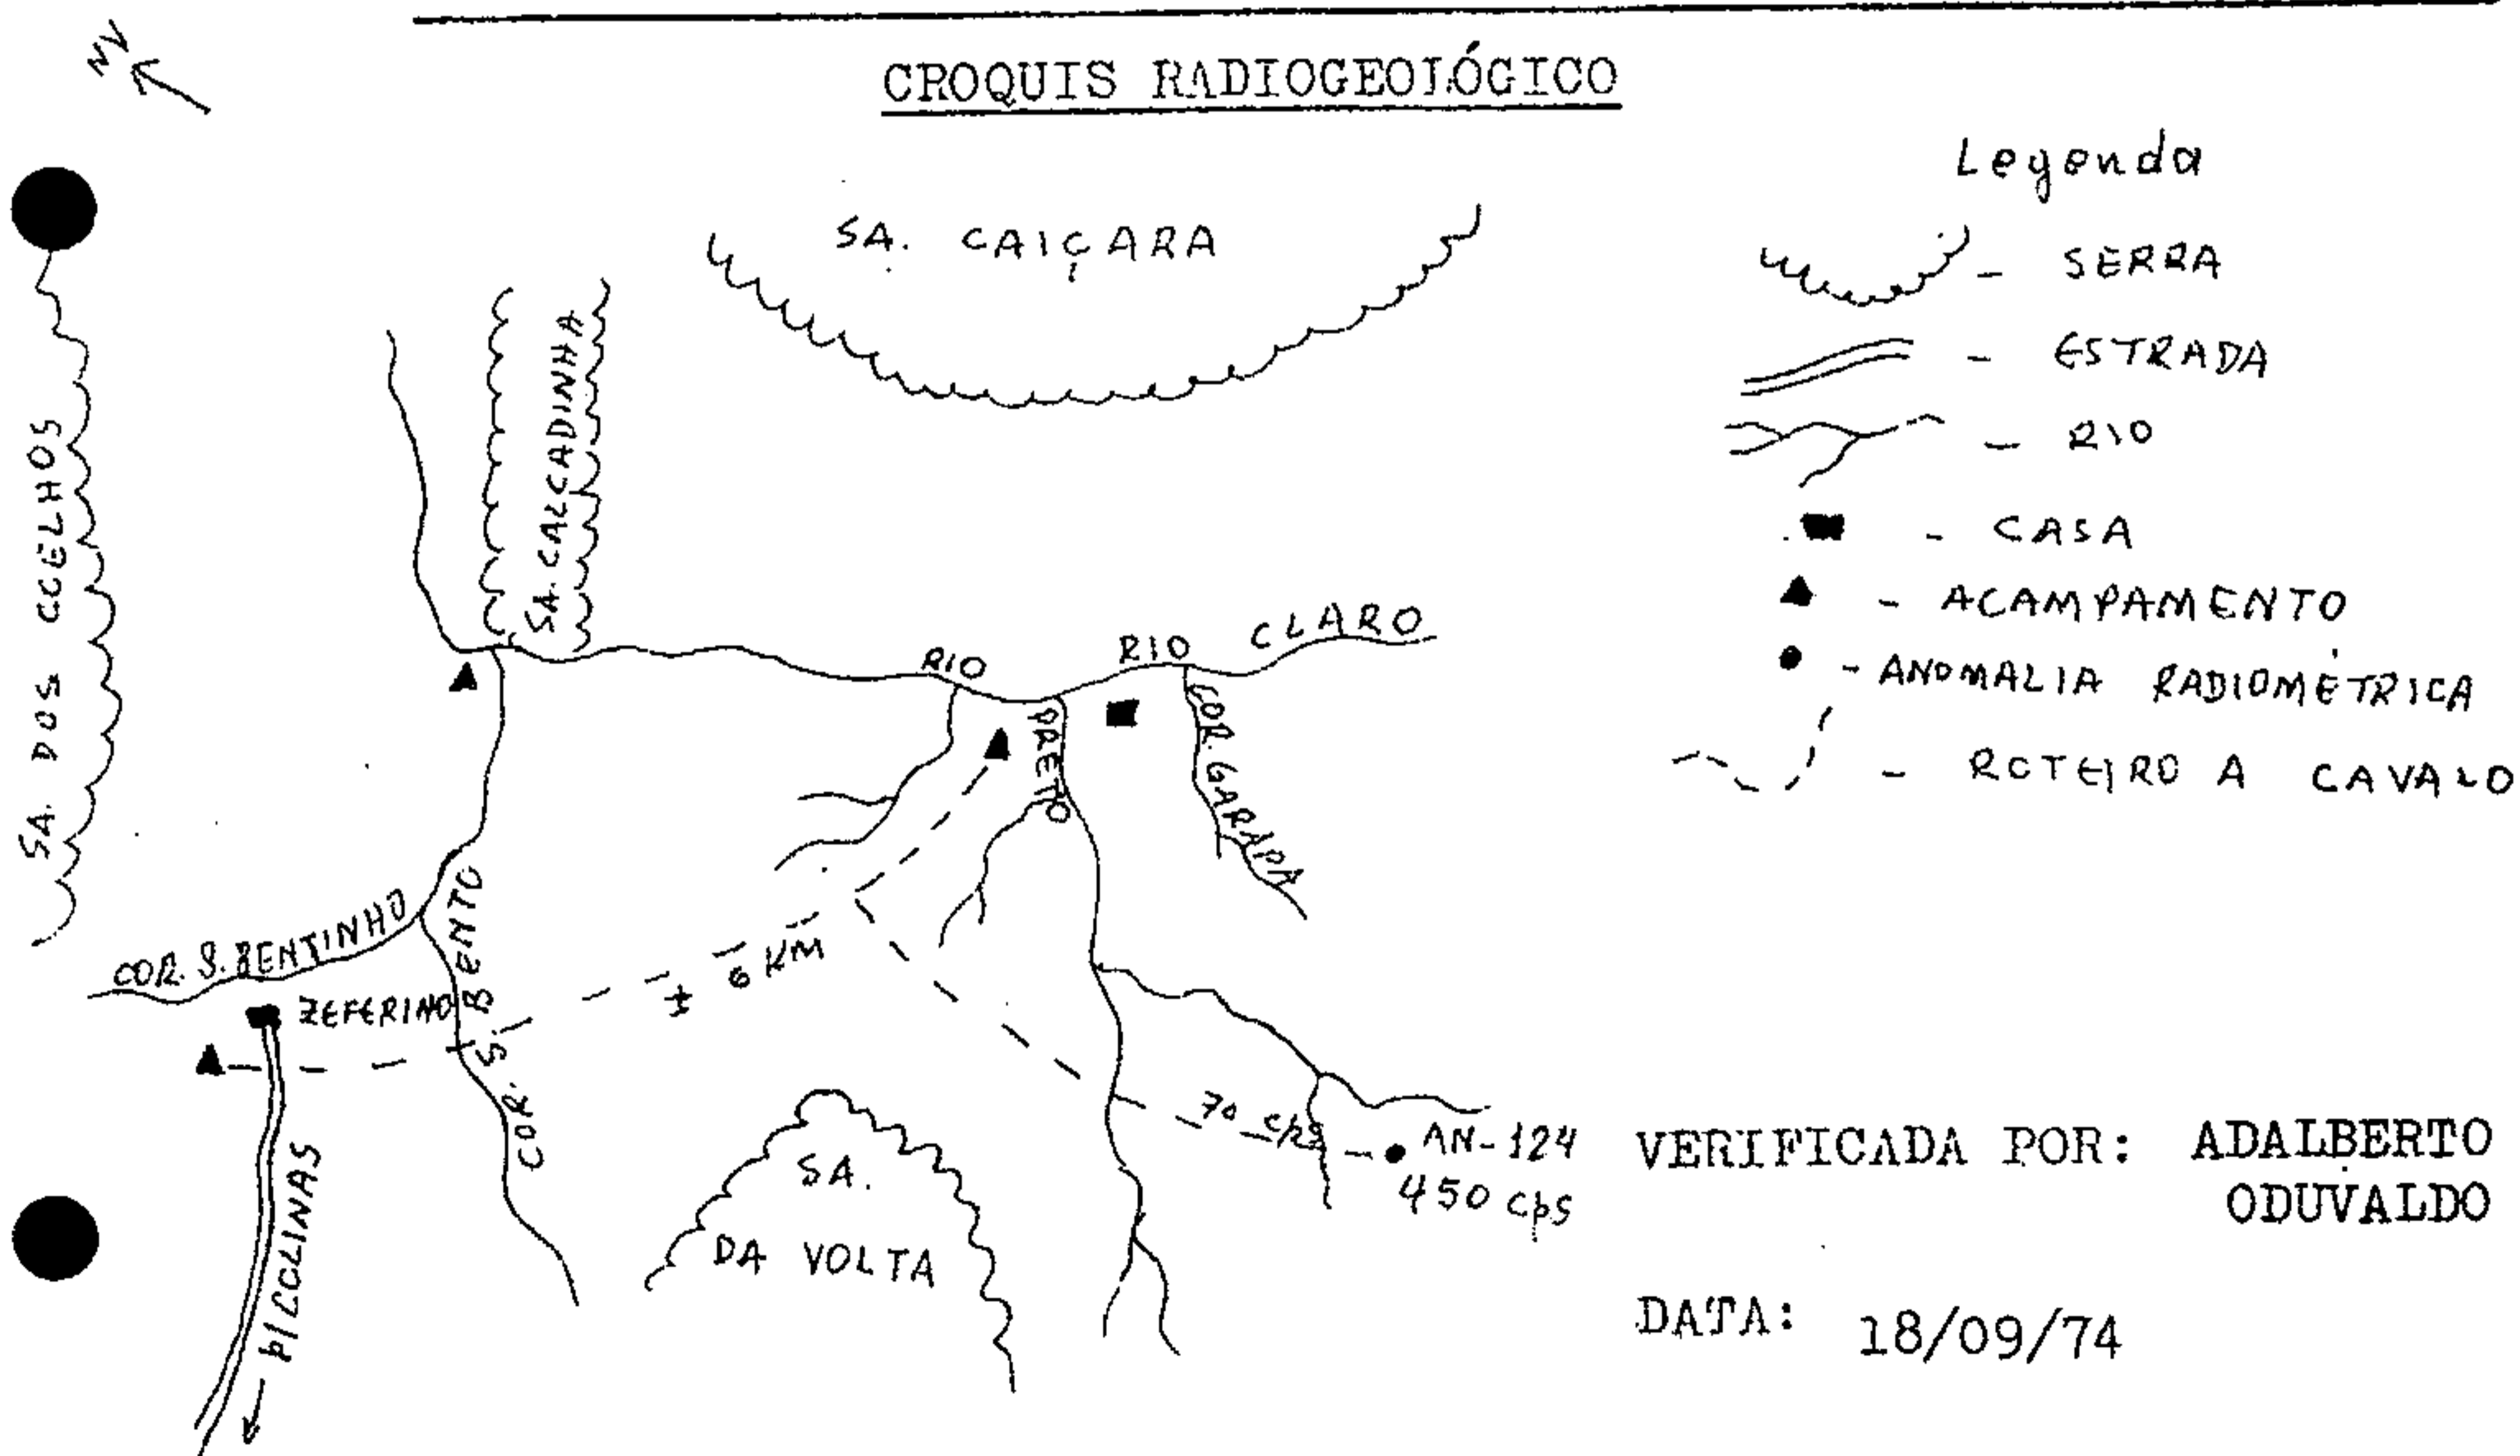 NV
CROQUIS RADIOGEOLÓGICO
Legenda
SERRA
ESTRADA
RIO
CASA
ACAMPAMENTO
ANOMALIA RADIOMÉTRICA
ROTEIRO A CAVALO
SA. CAIÇARA
SA. CALCADINHA
SA. DOS COELHOS
RIO
RIO CLARO
PRETO
COR. GARAPA
COR. S. BENTINHO
COR. S. BENTO
ZEFERINO
± 6 KM
70 c/s
AN-124
450 cps
SA.
DA VOLTA
P/COLINAS
VERIFICADA POR: ADALBERTO
ODUVALDO
DATA: 18/09/74